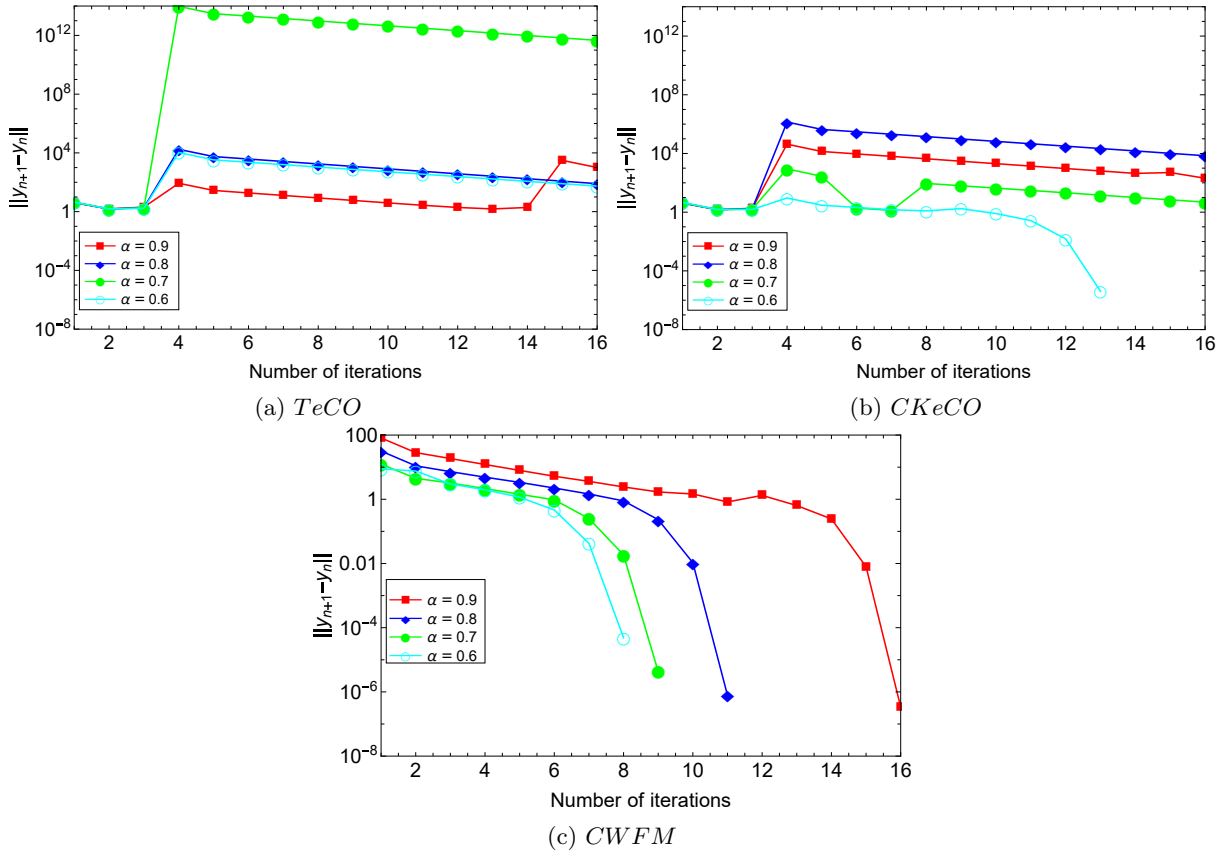 10^12
10^8
10^4
1
10^-4
10^-8
||y_{n+1}-y_n||
α = 0.9
α = 0.8
α = 0.7
α = 0.6
2 4 6 8 10 12 14 16
Number of iterations
(a) TeCO
10^12
10^8
10^4
1
10^-4
10^-8
||y_{n+1}-y_n||
α = 0.9
α = 0.8
α = 0.7
α = 0.6
2 4 6 8 10 12 14 16
Number of iterations
(b) CKeCO
100
1
0.01
10^-4
10^-6
10^-8
||y_{n+1}-y_n||
α = 0.9
α = 0.8
α = 0.7
α = 0.6
2 4 6 8 10 12 14 16
Number of iterations
(c) CWFM